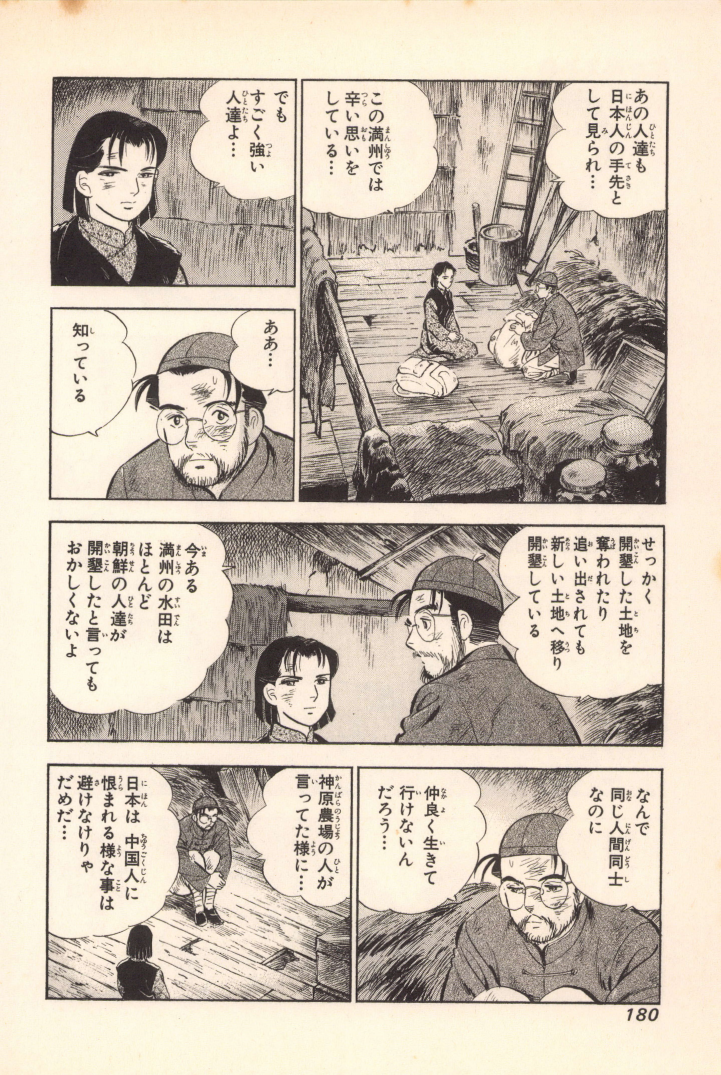 あの人達も
日本人の手先と
して見られ…
この満州では
辛い思いを
している…
でも
すごく強い
人達よ…
ああ…
知っている
せっかく
開墾した土地を
奪われたり
追い出されても
新しい土地へ移り
開墾している
今ある
満州の水田は
ほとんど
朝鮮の人達が
開墾したと言っても
おかしくないよ
なんで
同じ人間同士
なのに
仲良く生きて
行けないん
だろう…
神原農場の人が
言ってた様に…
日本は 中国人に
恨まれる様な事は
避けなけりゃ
だめだ…
180